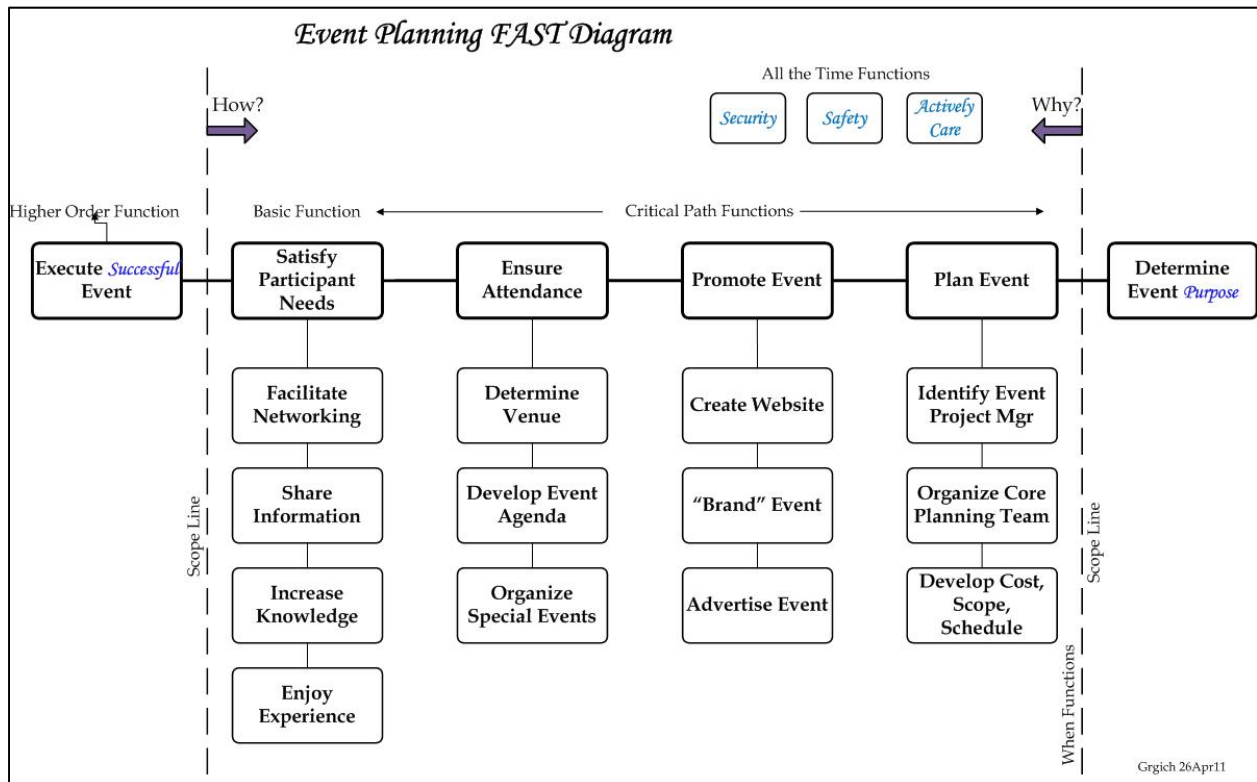 Event Planning FAST Diagram
All the Time Functions
How?
Security
Safety
Actively
Care
Why?
Higher Order Function
Basic Function
Critical Path Functions
Execute Successful
Event
Satisfy
Participant
Needs
Ensure
Attendance
Promote Event
Plan Event
Determine
Event Purpose
Facilitate
Networking
Determine
Venue
Create Website
Identify Event
Project Mgr
Share
Information
Develop Event
Agenda
“Brand” Event
Organize Core
Planning Team
Scope Line
Scope Line
Increase
Knowledge
Organize
Special Events
Advertise Event
Develop Cost,
Scope,
Schedule
Enjoy
Experience
When Functions
Grgich 26Apr11